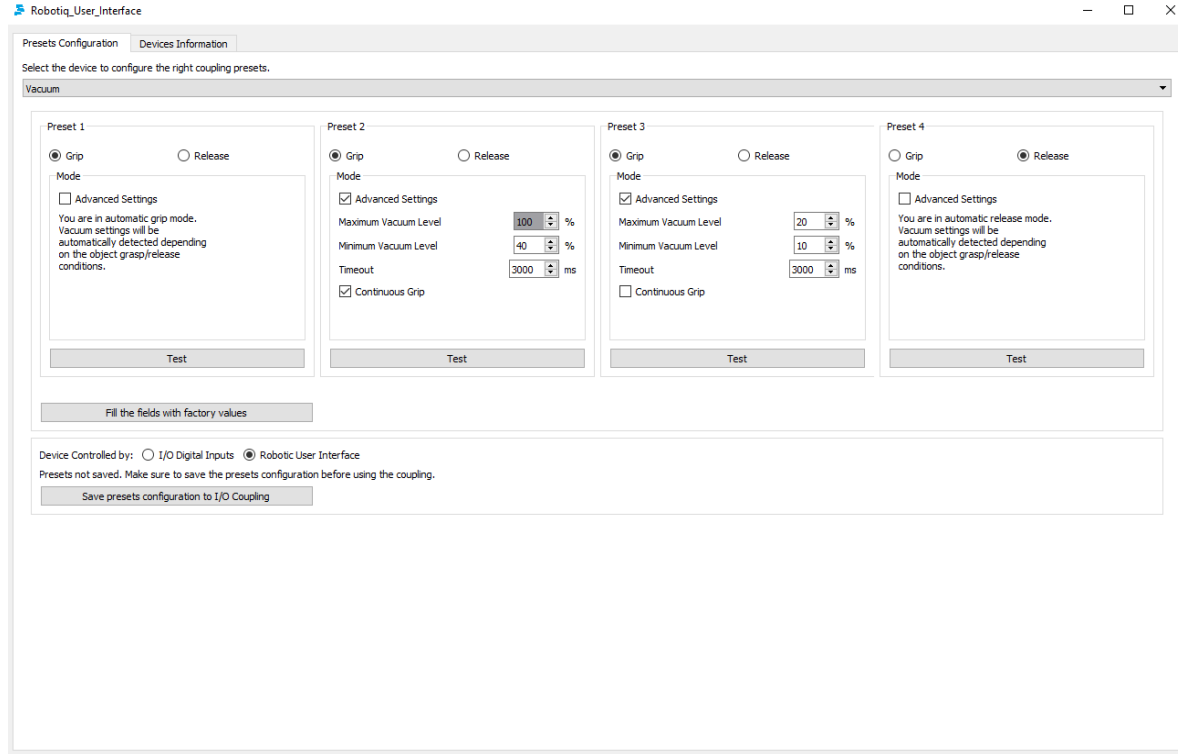 Robotiq_User_Interface
Presets Configuration
Devices Information
Select the device to configure the right coupling presets.
Vacuum
Preset 1
Grip
Release
Mode
Advanced Settings
You are in automatic grip mode.
Vacuum settings will be
automatically detected depending
on the object grasp/release
conditions.
Test
Preset 2
Grip
Release
Mode
Advanced Settings
Maximum Vacuum Level 100 %
Minimum Vacuum Level 40 %
Timeout 3000 ms
Continuous Grip
Test
Preset 3
Grip
Release
Mode
Advanced Settings
Maximum Vacuum Level 20 %
Minimum Vacuum Level 10 %
Timeout 3000 ms
Continuous Grip
Test
Preset 4
Grip
Release
Mode
Advanced Settings
You are in automatic release mode.
Vacuum settings will be
automatically detected depending
on the object grasp/release
conditions.
Test
Fill the fields with factory values
Device Controlled by: I/O Digital Inputs Robotic User Interface
Presets not saved. Make sure to save the presets configuration before using the coupling.
Save presets configuration to I/O Coupling